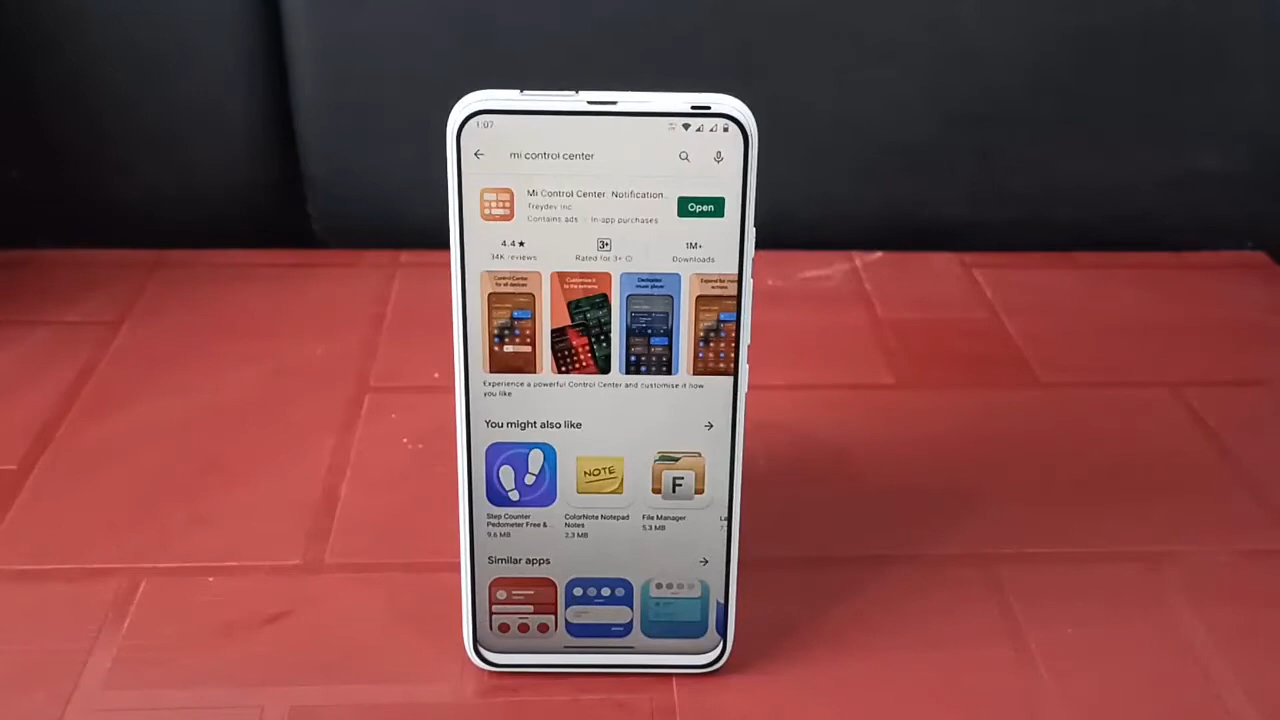 1:07
mi control center
Mi Control Center: Notification...
Treydev Inc
Contains ads · In-app purchases
Open
4.4★
3+
1M+
34K reviews
Rated for 3+
Downloads
Control Center
for all devices
Customize it
to the extreme
Dedicated
music player
Expand for more
actions
Experience a powerful Control Center and customise it how
you like
You might also like
NOTE
F
Step Counter
Pedometer Free & ...
9.6 MB
ColorNote Notepad
Notes
2.3 MB
File Manager
5.3 MB
Similar apps